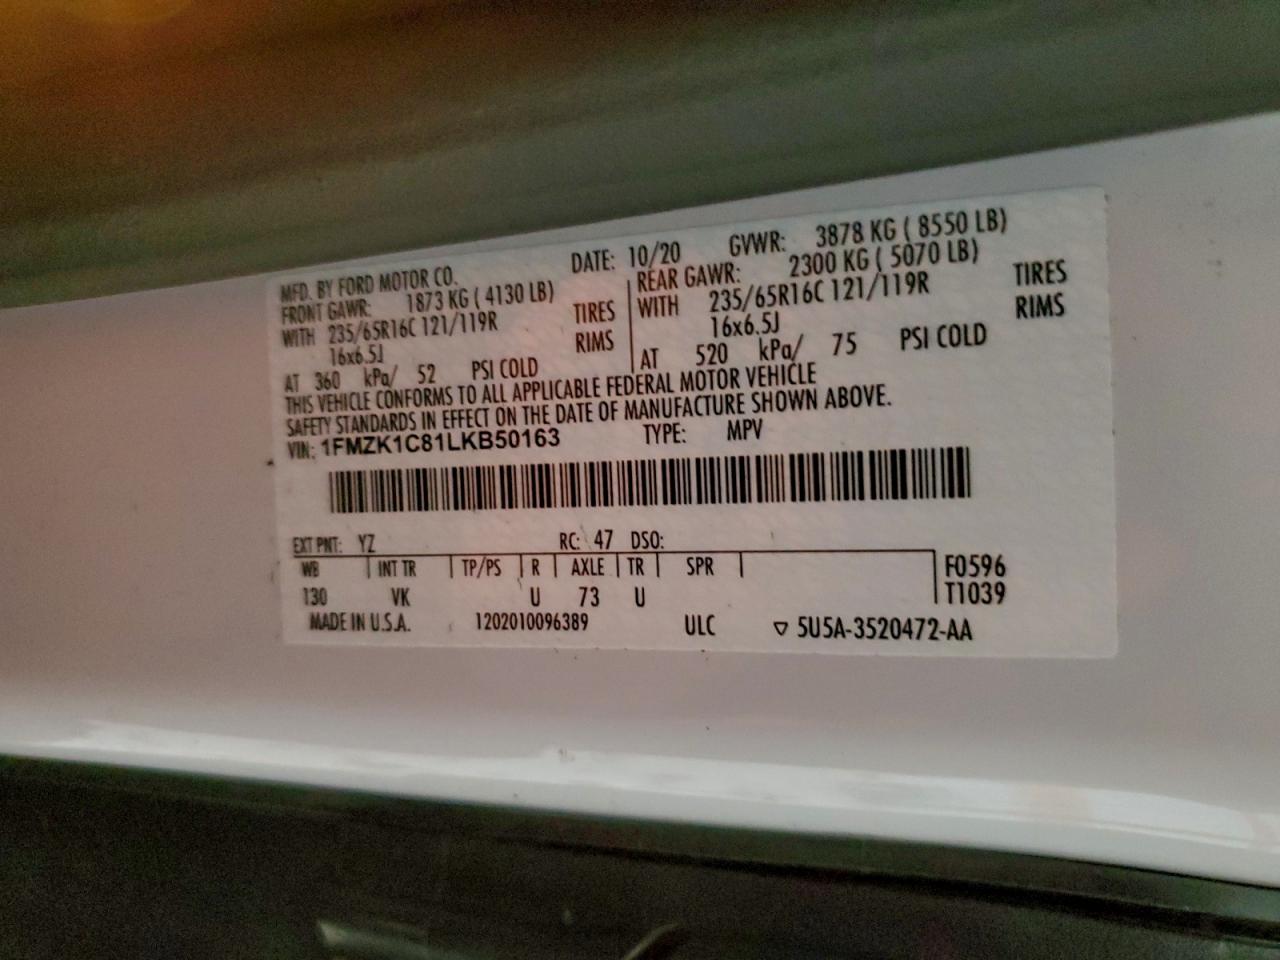 MFD. BY FORD MOTOR CO. DATE: 10/20 GVWR: 3878 KG ( 8550 LB)
FRONT GAWR: 1873 KG ( 4130 LB) REAR GAWR: 2300 KG ( 5070 LB)
WITH 235/65R16C 121/119R TIRES WITH 235/65R16C 121/119R TIRES
16x6.5J RIMS 16x6.5J RIMS
AT 360 kPa/ 52 PSI COLD AT 520 kPa/ 75 PSI COLD
THIS VEHICLE CONFORMS TO ALL APPLICABLE FEDERAL MOTOR VEHICLE
SAFETY STANDARDS IN EFFECT ON THE DATE OF MANUFACTURE SHOWN ABOVE.
VIN: 1FMZK1C81LKB50163 TYPE: MPV
EXT PNT: YZ RC: 47 DSO:
WB INT TR TP/PS R AXLE TR SPR F0596
130 VK U 73 U T1039
MADE IN U.S.A. 1202010096389 ULC ▽ 5U5A-3520472-AA